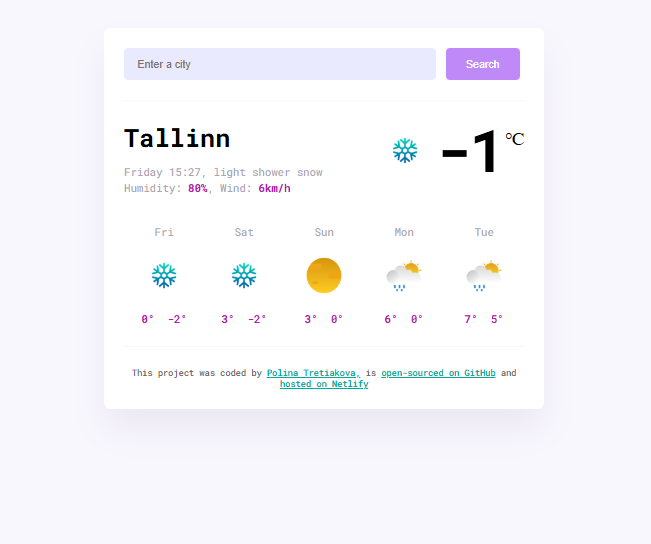 Enter a city
Search
Tallinn
-1 °C
Friday 15:27, light shower snow
Humidity: 80%, Wind: 6km/h
Fri Sat Sun Mon Tue
0° -2° 3° -2° 3° 0° 6° 0° 7° 5°
This project was coded by Polina Tretiakova, is open-sourced on GitHub and
hosted on Netlify